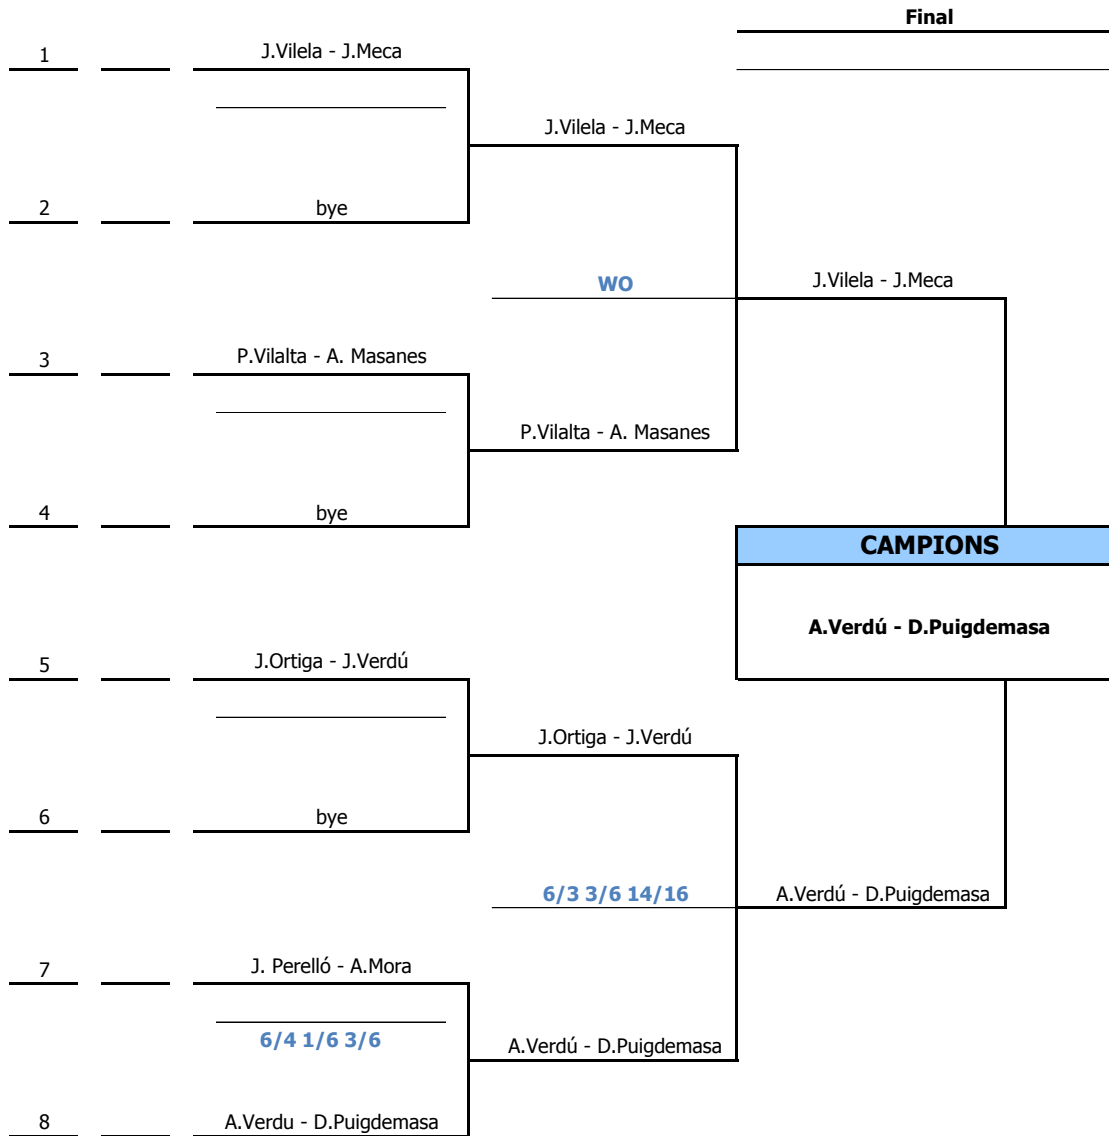 Final
1 J.Vilela - J.Meca
J.Vilela - J.Meca
2 bye
WO J.Vilela - J.Meca
3 P.Vilalta - A. Masanes
P.Vilalta - A. Masanes
4 bye
CAMPIONS
A.Verdú - D.Puigdemasa
5 J.Ortiga - J.Verdú
J.Ortiga - J.Verdú
6 bye
6/3 3/6 14/16 A.Verdú - D.Puigdemasa
7 J. Perelló - A.Mora
6/4 1/6 3/6
A.Verdú - D.Puigdemasa
8 A.Verdu - D.Puigdemasa